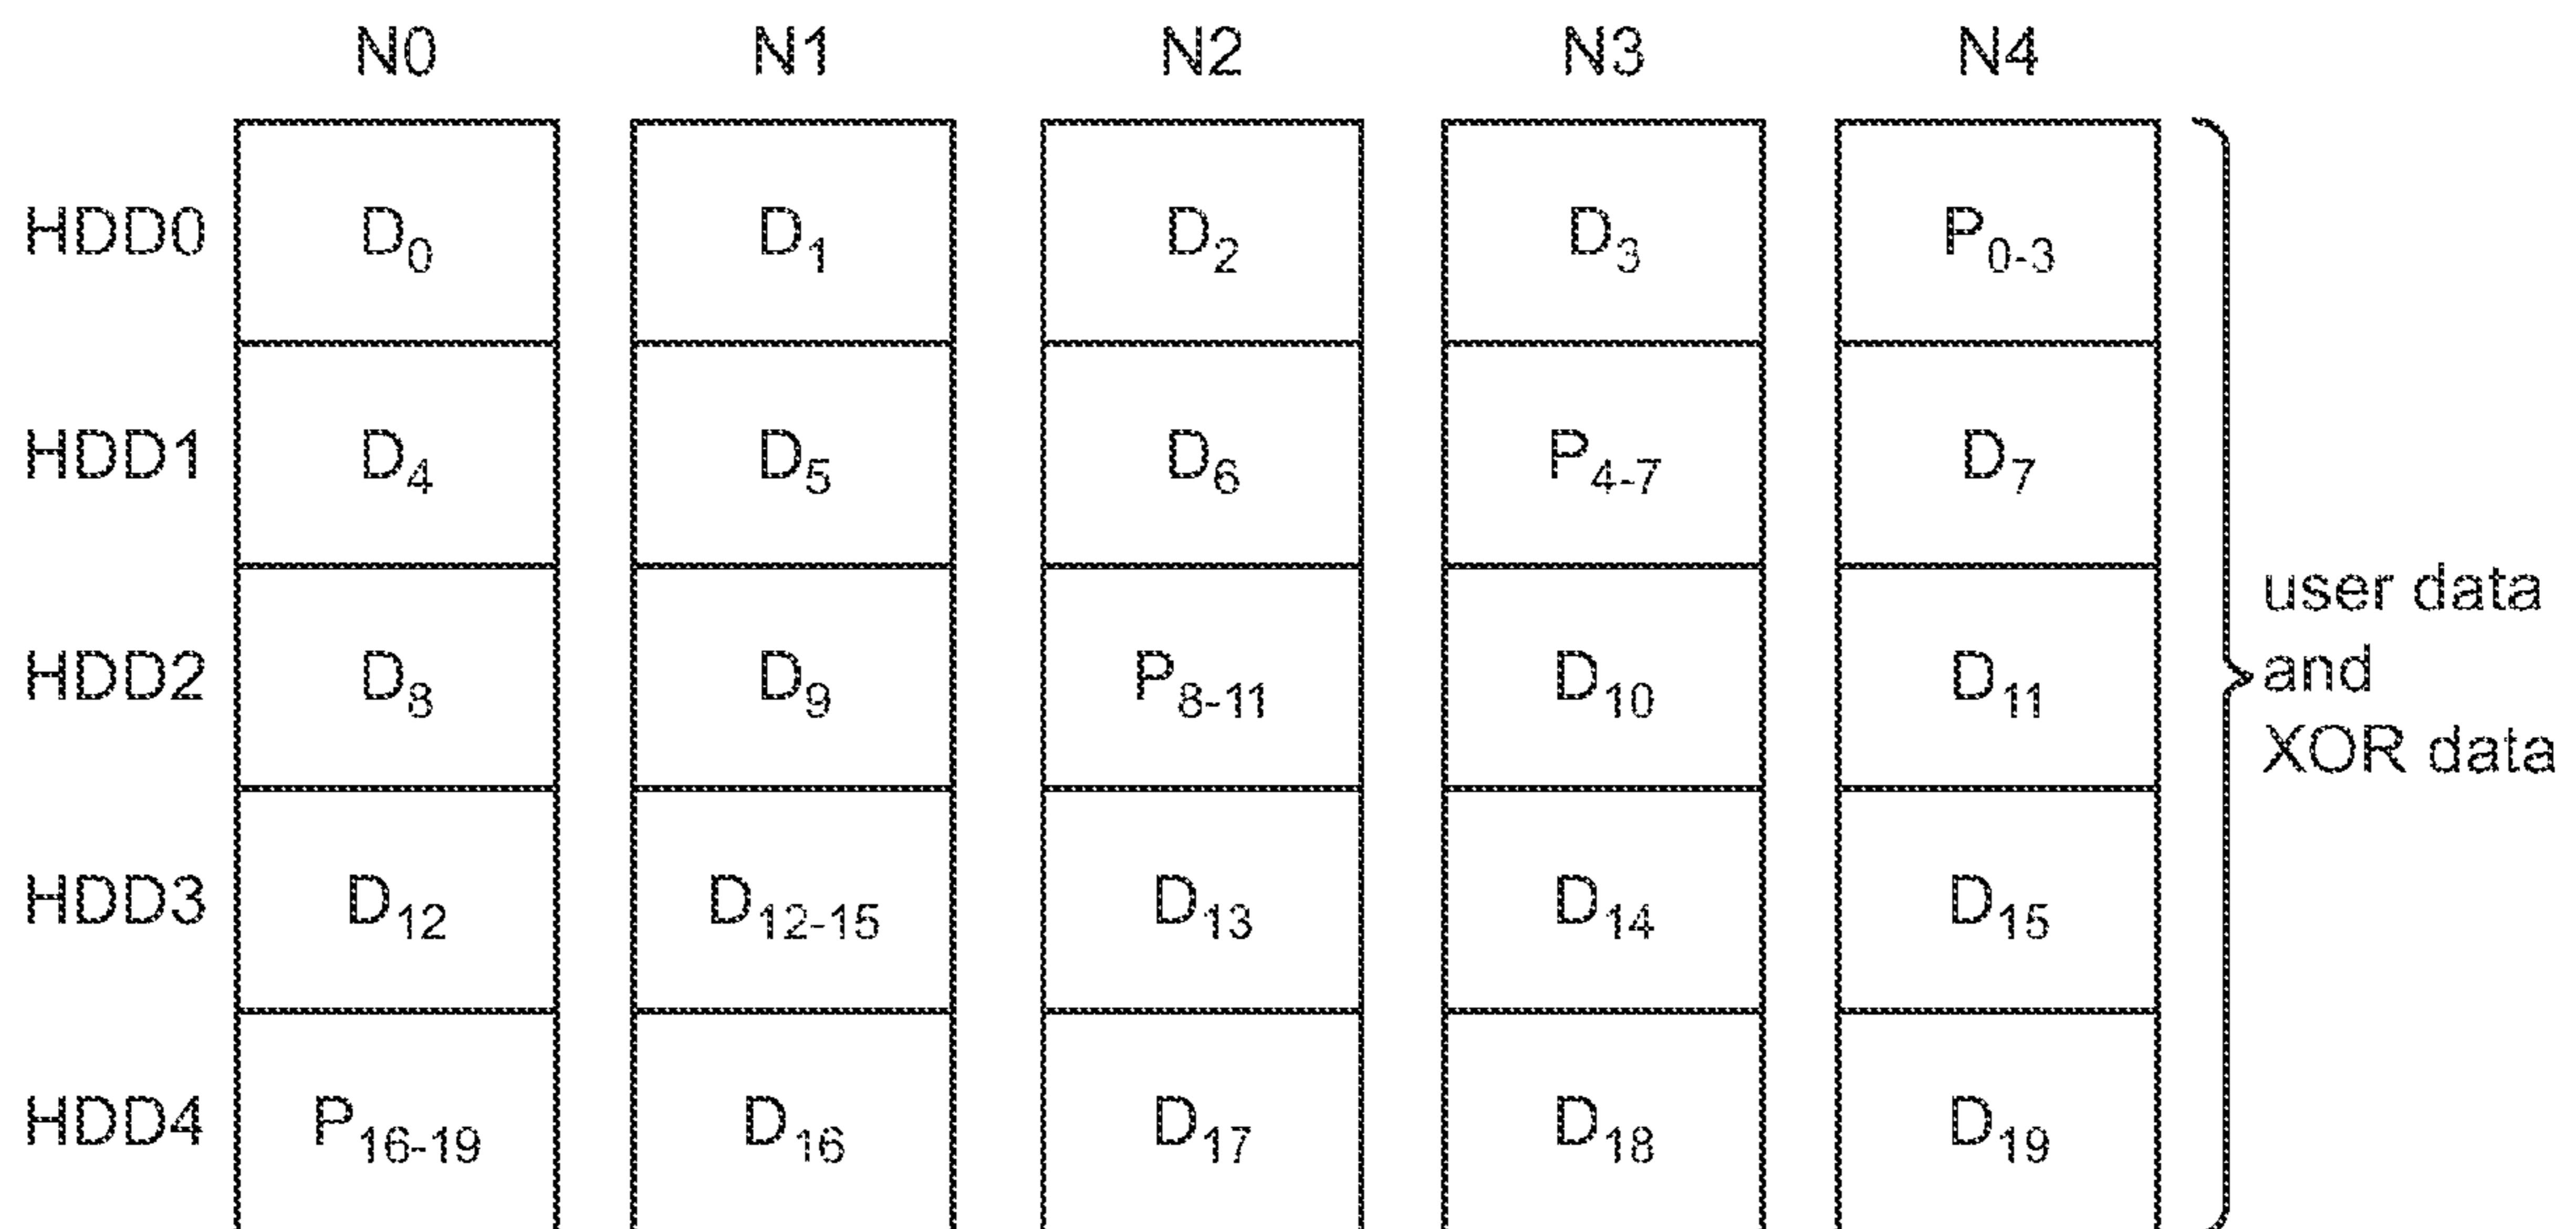 N0 N1 N2 N3 N4
HDD0 D0 D1 D2 D3 P0-3
HDD1 D4 D5 D6 P4-7 D7
HDD2 D8 D9 P8-11 D10 D11
HDD3 D12 D12-15 D13 D14 D15
HDD4 P16-19 D16 D17 D18 D19
user data
and
XOR data